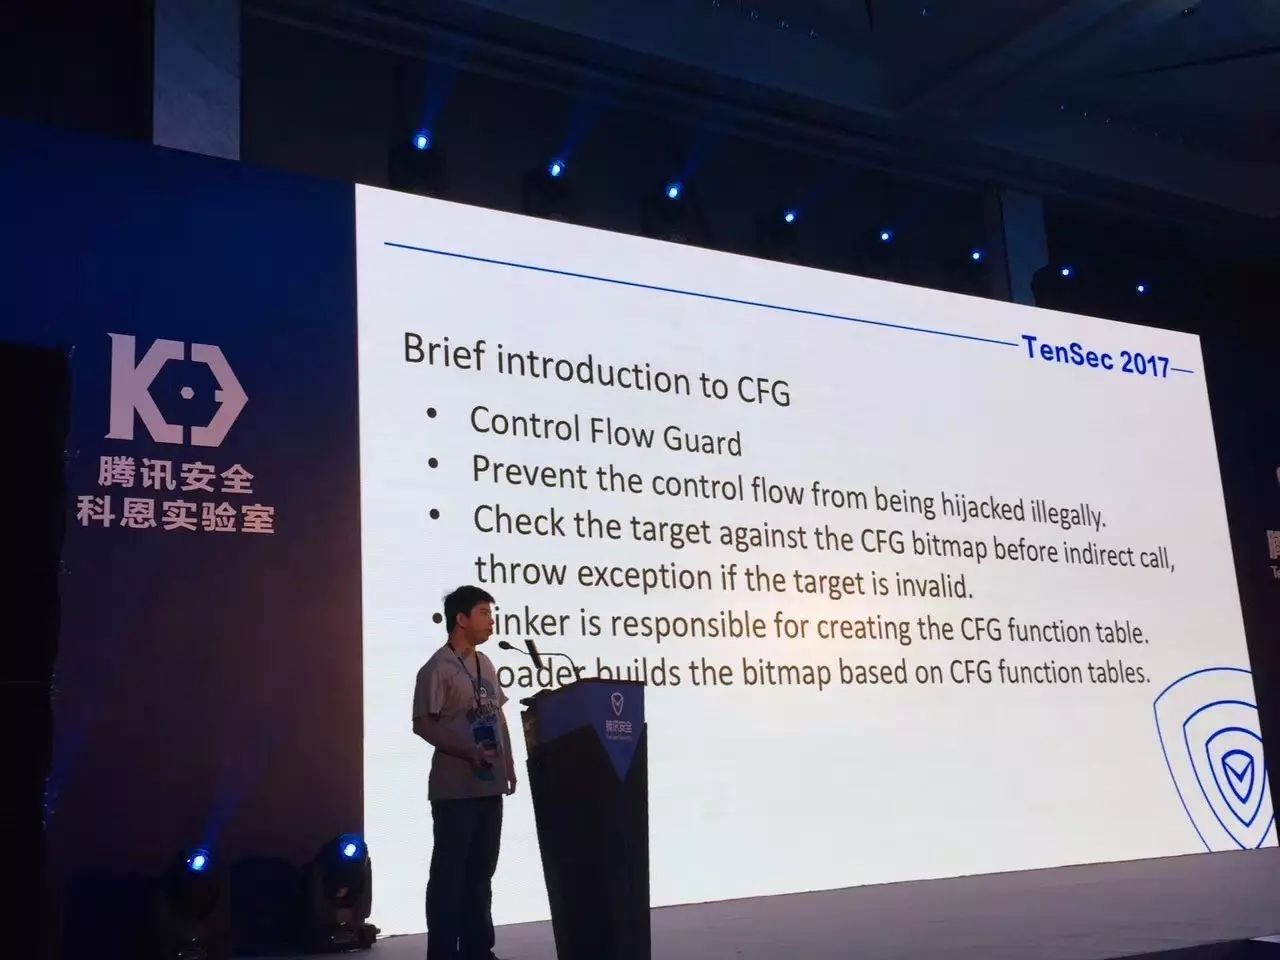 TenSec 2017
Brief introduction to CFG
• Control Flow Guard
• Prevent the control flow from being hijacked illegally.
• Check the target against the CFG bitmap before indirect call,
throw exception if the target is invalid.
• inker is responsible for creating the CFG function table.
oader builds the bitmap based on CFG function tables.
腾讯安全
科恩实验室
腾讯安全